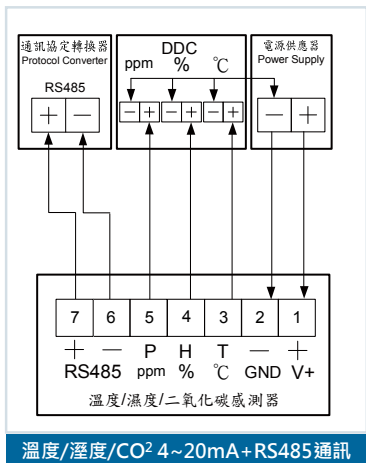 通訊協定轉換器
Protocol Converter
RS485
+ −
DDC
ppm % ℃
− + − + − +
電源供應器
Power Supply
− +
7 6 5 4 3 2 1
+ − P H T − +
RS485 ppm % ℃ GND V+
溫度/濕度/二氧化碳感測器
溫度/溼度/CO² 4~20mA+RS485通訊